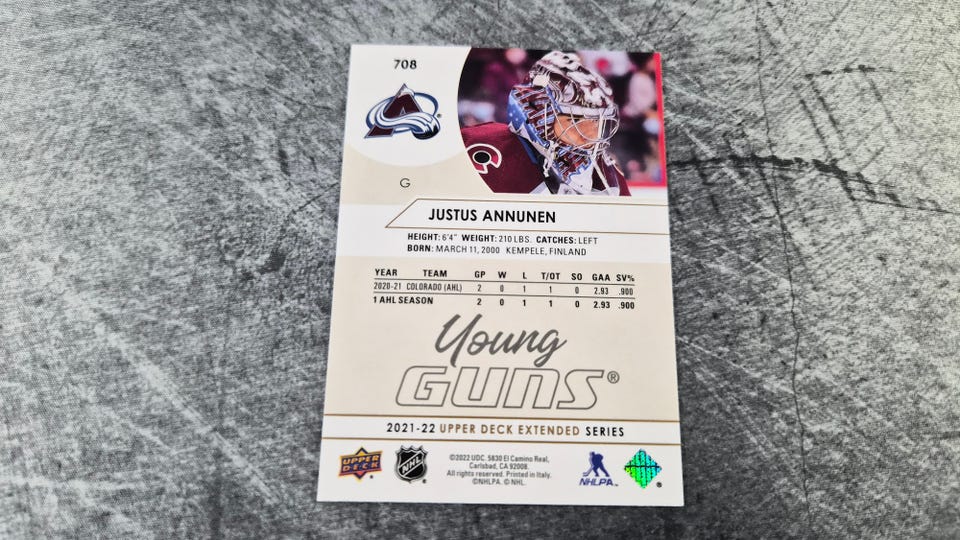 708
G
JUSTUS ANNUNEN
HEIGHT: 6'4" WEIGHT: 210 LBS. CATCHES: LEFT
BORN: MARCH 11, 2000 KEMPELE, FINLAND
YEAR TEAM GP W L T/OT SO GAA SV%
2020-21 COLORADO (AHL) 2 0 1 1 0 2.93 .900
1 AHL SEASON 2 0 1 1 0 2.93 .900
Young
GUNS®
2021-22 UPPER DECK EXTENDED SERIES
UPPER
DECK
NHL
©2022 UDC. 5830 El Camino Real,
Carlsbad, CA 92008.
All rights reserved. Printed in Italy.
©NHLPA. © NHL.
NHLPA